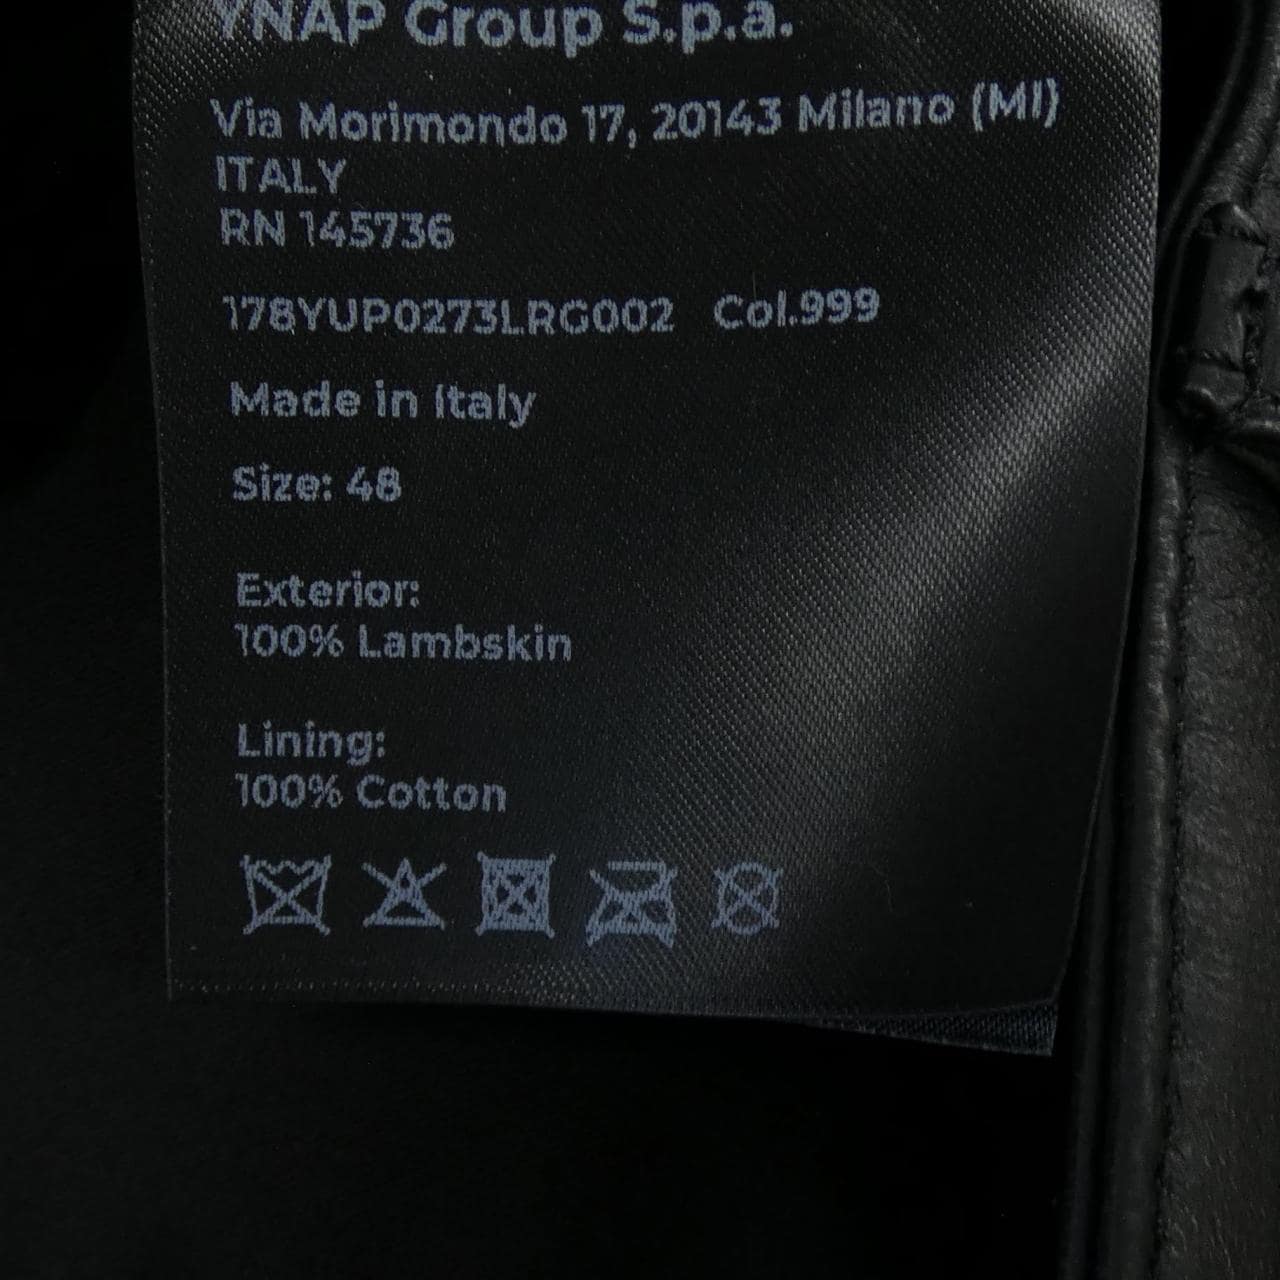 YNAP Group S.p.a.
Via Morimondo 17, 20143 Milano (MI)
ITALY
RN 145736
178YUP0273LRG002 Col.999
Made in Italy
Size: 48
Exterior:
100% Lambskin
Lining:
100% Cotton